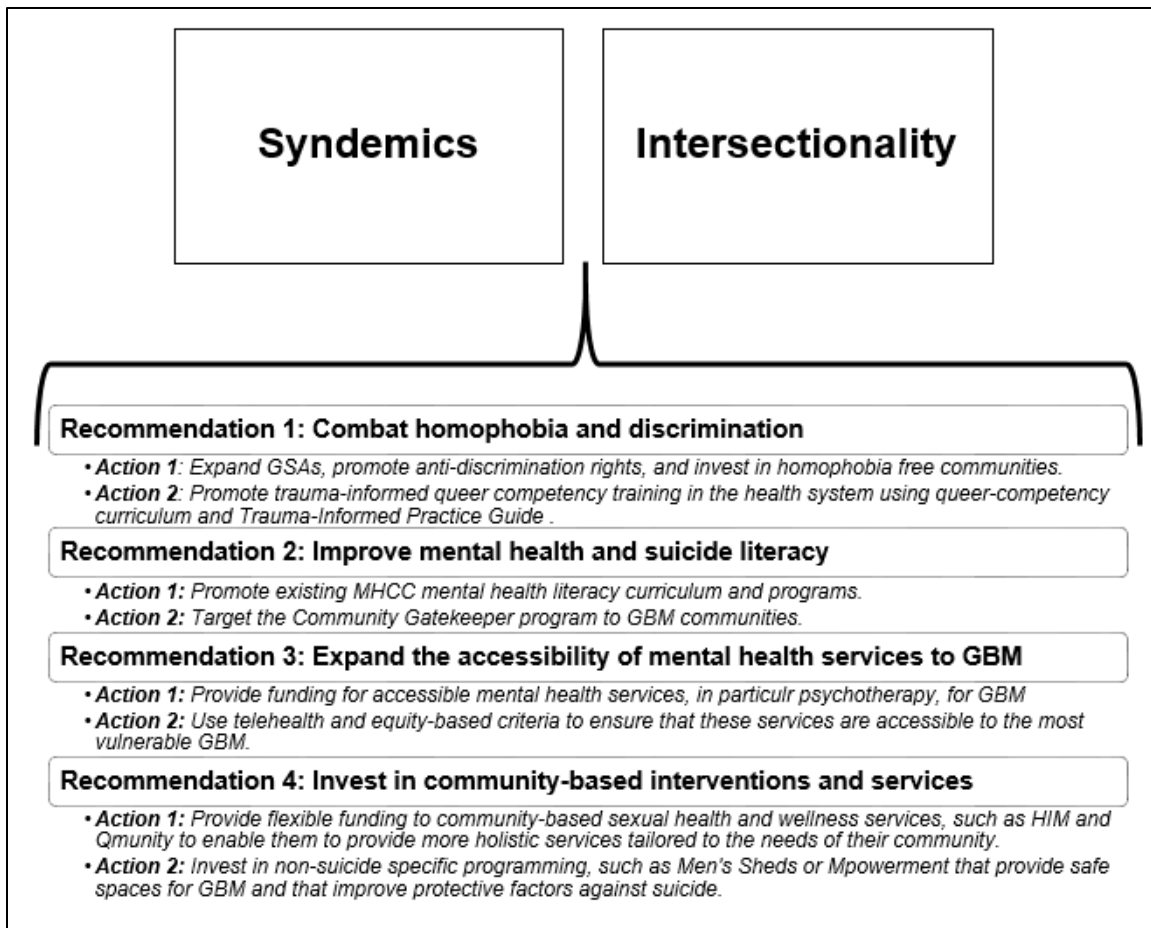 Syndemics
Intersectionality
Recommendation 1: Combat homophobia and discrimination
• Action 1: Expand GSAs, promote anti-discrimination rights, and invest in homophobia free communities.
• Action 2: Promote trauma-informed queer competency training in the health system using queer-competency
curriculum and Trauma-Informed Practice Guide .
Recommendation 2: Improve mental health and suicide literacy
• Action 1: Promote existing MHCC mental health literacy curriculum and programs.
• Action 2: Target the Community Gatekeeper program to GBM communities.
Recommendation 3: Expand the accessibility of mental health services to GBM
• Action 1: Provide funding for accessible mental health services, in particulr psychotherapy, for GBM
• Action 2: Use telehealth and equity-based criteria to ensure that these services are accessible to the most
vulnerable GBM.
Recommendation 4: Invest in community-based interventions and services
• Action 1: Provide flexible funding to community-based sexual health and wellness services, such as HIM and
Qmunity to enable them to provide more holistic services tailored to the needs of their community.
• Action 2: Invest in non-suicide specific programming, such as Men's Sheds or Mpowerment that provide safe
spaces for GBM and that improve protective factors against suicide.